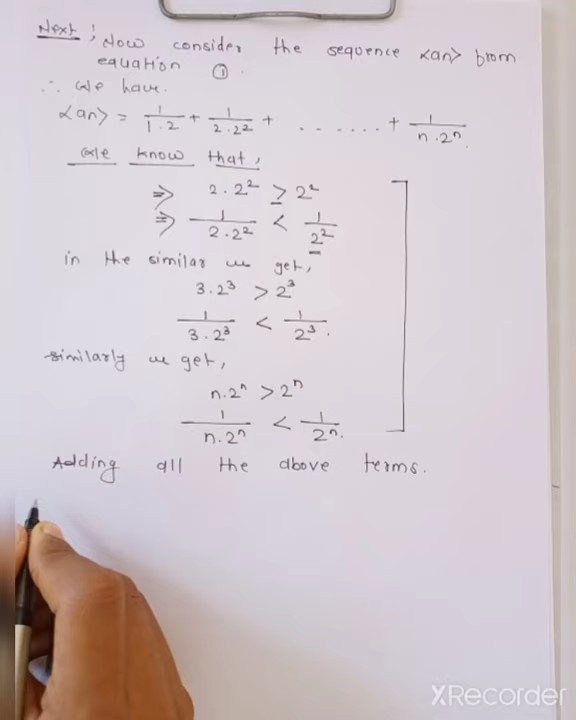 Next ; Now consider the sequence <an> from
equation ①.
∴ We have.
<an> = 1/1.2 + 1/2.2² + ...... + 1/n.2ⁿ
We know that,
⇒ 2.2² > 2²
⇒ 1/2.2² < 1/2²
in the similar we get,
3.2³ > 2³
1/3.2³ < 1/2³.
similarly we get,
n.2ⁿ > 2ⁿ
1/n.2ⁿ < 1/2ⁿ.
Adding all the above terms.
XRecorder